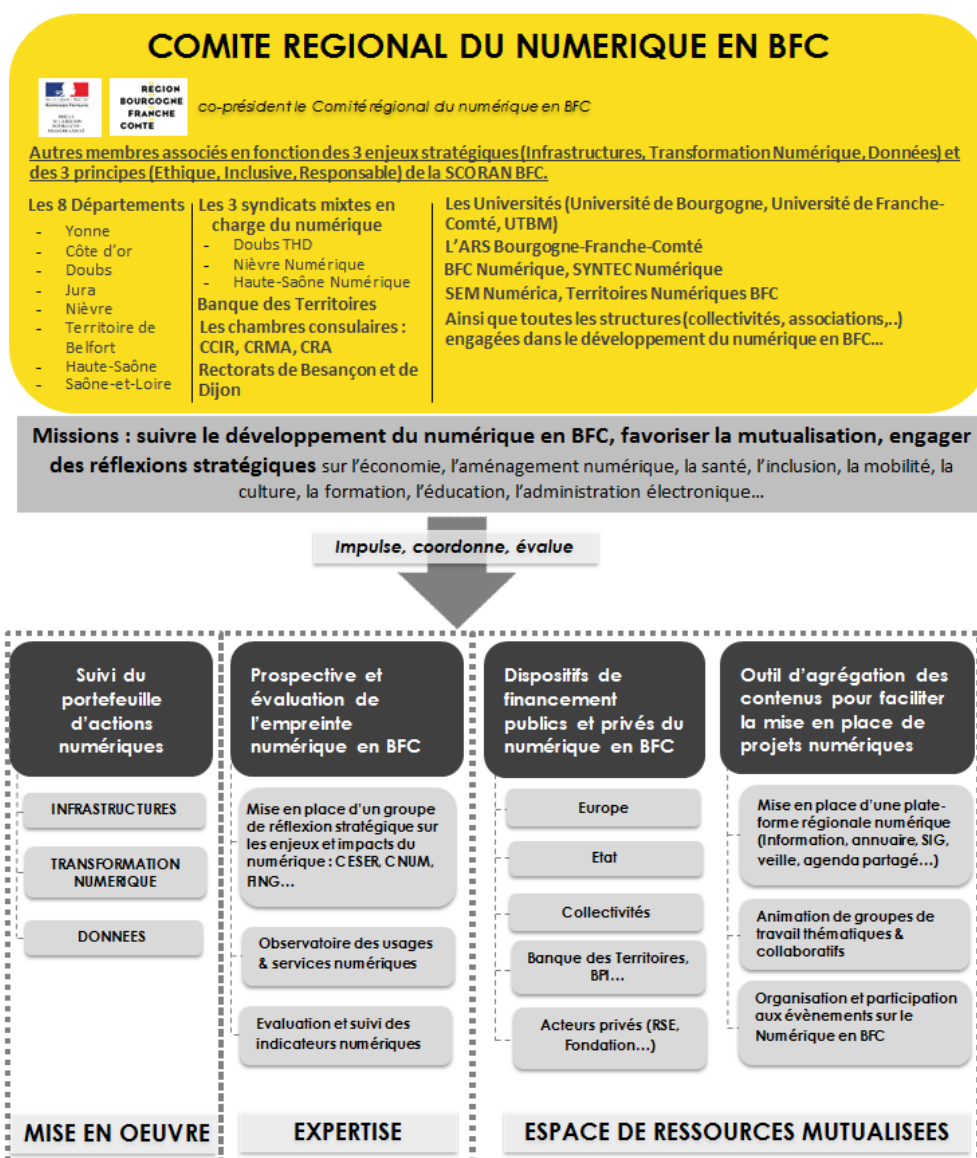 COMITE REGIONAL DU NUMERIQUE EN BFC
REGION
BOURGOGNE
FRANCHE
COMTE
co-président le Comité régional du numérique en BFC
Autres membres associés en fonction des 3 enjeux stratégiques (Infrastructures, Transformation Numérique, Données) et
des 3 principes (Ethique, Inclusive, Responsable) de la SCORAN BFC.
Les 8 Départements
- Yonne
- Côte d'or
- Doubs
- Jura
- Nièvre
- Territoire de
Belfort
- Haute-Saône
- Saône-et-Loire
Les 3 syndicats mixtes en
charge du numérique
- Doubs THD
- Nièvre Numérique
- Haute-Saône Numérique
Banque des Territoires
Les chambres consulaires :
CCIR, CRMA, CRA
Rectorats de Besançon et de
Dijon
Les Universités (Université de Bourgogne, Université de Franche-
Comté, UTBM)
L'ARS Bourgogne-Franche-Comté
BFC Numérique, SYNTEC Numérique
SEM Numérica, Territoires Numériques BFC
Ainsi que toutes les structures (collectivités, associations,..)
engagées dans le développement du numérique en BFC...
Missions : suivre le développement du numérique en BFC, favoriser la mutualisation, engager
des réflexions stratégiques sur l'économie, l'aménagement numérique, la santé, l'inclusion, la mobilité, la
culture, la formation, l'éducation, l'administration électronique...
Impulse, coordonne, évalue
Suivi du
portefeuille
d'actions
numériques
INFRASTRUCTURES
TRANSFORMATION
NUMERIQUE
DONNEES
MISE EN OEUVRE
Prospective et
évaluation de
l'empreinte
numérique en BFC
Mise en place d'un groupe
de réflexion stratégique sur
les enjeux et impacts du
numérique : CESER, CNUM,
FING...
Observatoire des usages
& services numériques
Evaluation et suivi des
indicateurs numériques
EXPERTISE
Dispositifs de
financement
publics et privés du
numérique en BFC
Europe
Etat
Collectivités
Banque des Territoires,
BPI...
Acteurs privés (RSE,
Fondation...)
Outil d'agrégation des
contenus pour faciliter
la mise en place de
projets numériques
Mise en place d'une plate-
forme régionale numérique
(Information, annuaire, SIG,
veille, agenda partagé...)
Animation de groupes de
travail thématiques &
collaboratifs
Organisation et participation
aux évènements sur le
Numérique en BFC
ESPACE DE RESSOURCES MUTUALISEES